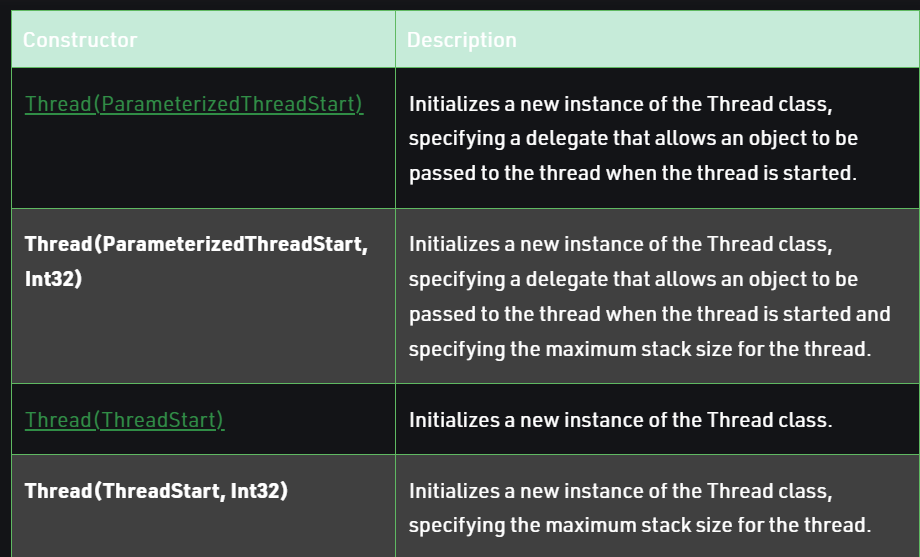 Constructor
Description
Thread(ParameterizedThreadStart)
Initializes a new instance of the Thread class,
specifying a delegate that allows an object to be
passed to the thread when the thread is started.
Thread(ParameterizedThreadStart,
Int32)
Initializes a new instance of the Thread class,
specifying a delegate that allows an object to be
passed to the thread when the thread is started and
specifying the maximum stack size for the thread.
Thread(ThreadStart)
Initializes a new instance of the Thread class.
Thread(ThreadStart, Int32)
Initializes a new instance of the Thread class,
specifying the maximum stack size for the thread.